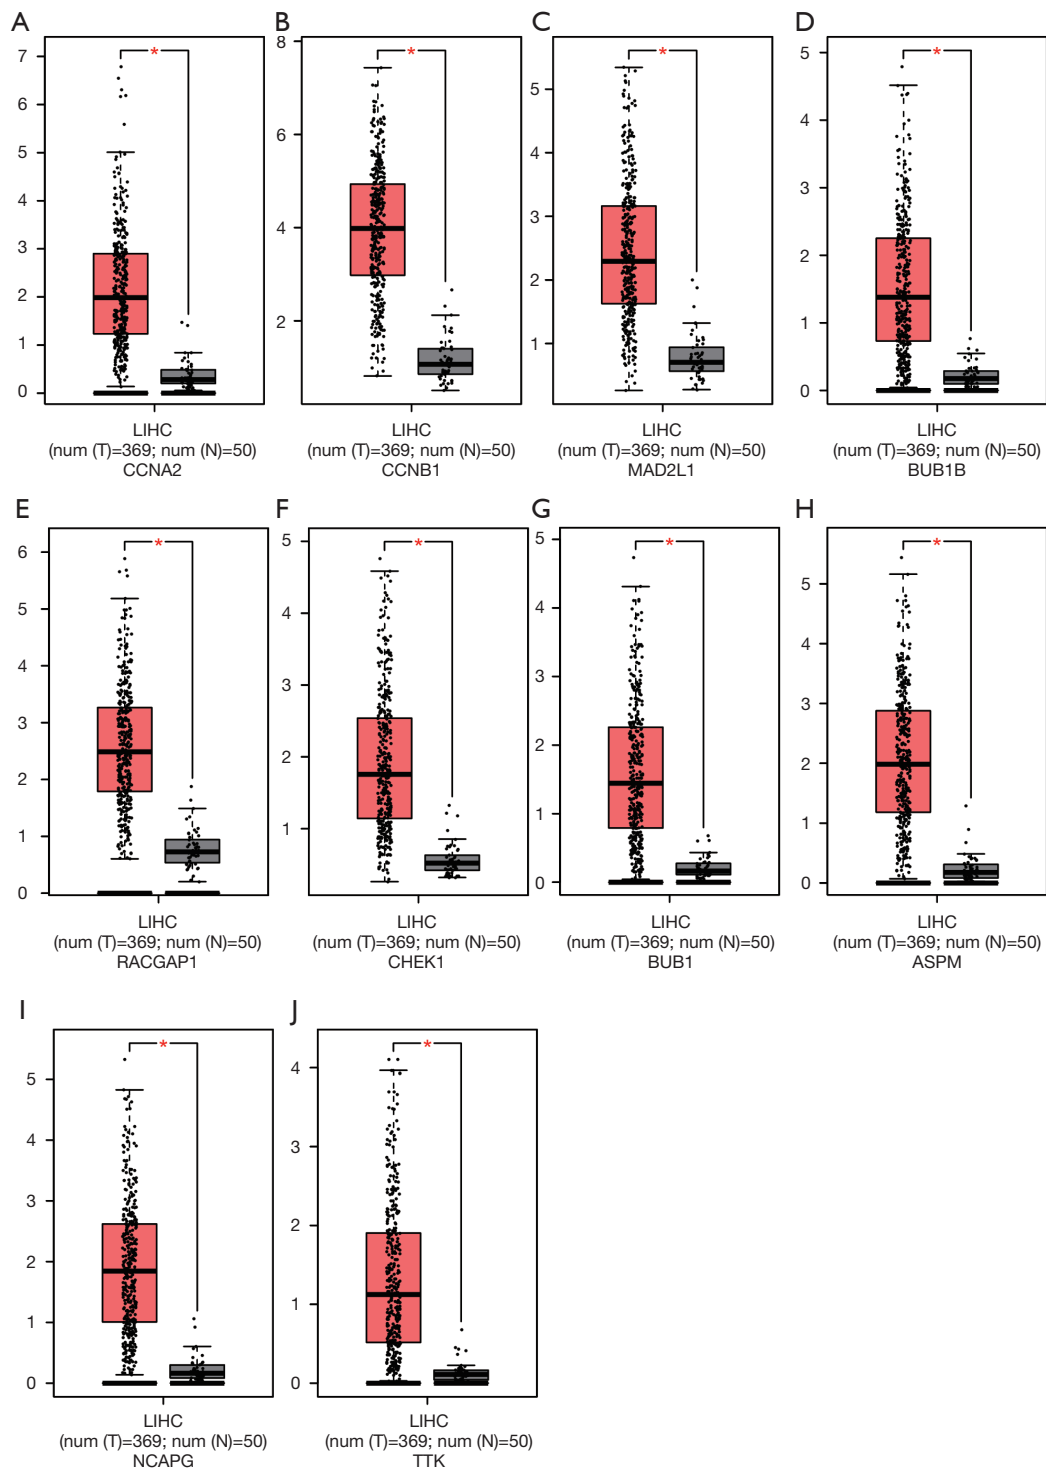 A
7
6
5
4
3
2
1
0
*
LIHC
(num (T)=369; num (N)=50)
CCNA2
B
8
6
4
2
*
LIHC
(num (T)=369; num (N)=50)
CCNB1
C
5
4
3
2
1
*
LIHC
(num (T)=369; num (N)=50)
MAD2L1
D
5
4
3
2
1
0
*
LIHC
(num (T)=369; num (N)=50)
BUB1B
E
6
5
4
3
2
1
0
*
LIHC
(num (T)=369; num (N)=50)
RACGAP1
F
5
4
3
2
1
*
LIHC
(num (T)=369; num (N)=50)
CHEK1
G
5
4
3
2
1
0
*
LIHC
(num (T)=369; num (N)=50)
BUB1
H
5
4
3
2
1
0
*
LIHC
(num (T)=369; num (N)=50)
ASPM
I
5
4
3
2
1
0
*
LIHC
(num (T)=369; num (N)=50)
NCAPG
J
4
3
2
1
0
*
LIHC
(num (T)=369; num (N)=50)
TTK